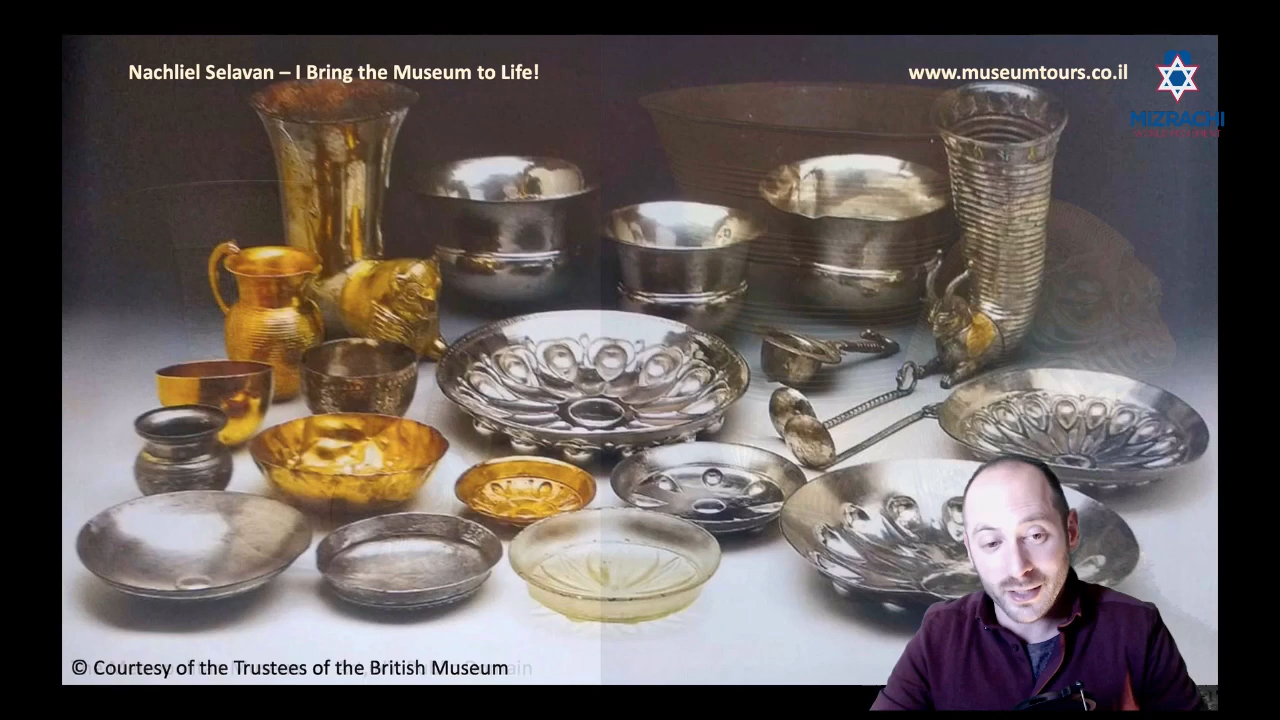 Nachliel Selavan – I Bring the Museum to Life!
www.museumtours.co.il
MIZRACHI
© Courtesy of the Trustees of the British Museum